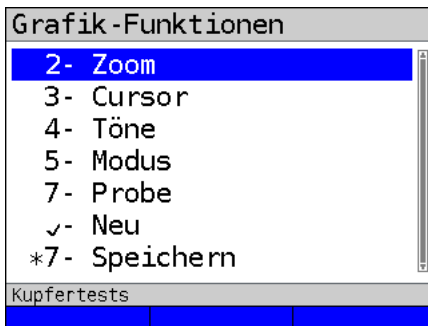 Grafik-Funktionen
2- Zoom
3- Cursor
4- Töne
5- Modus
7- Probe
✓- Neu
*7- Speichern
Kupfertests